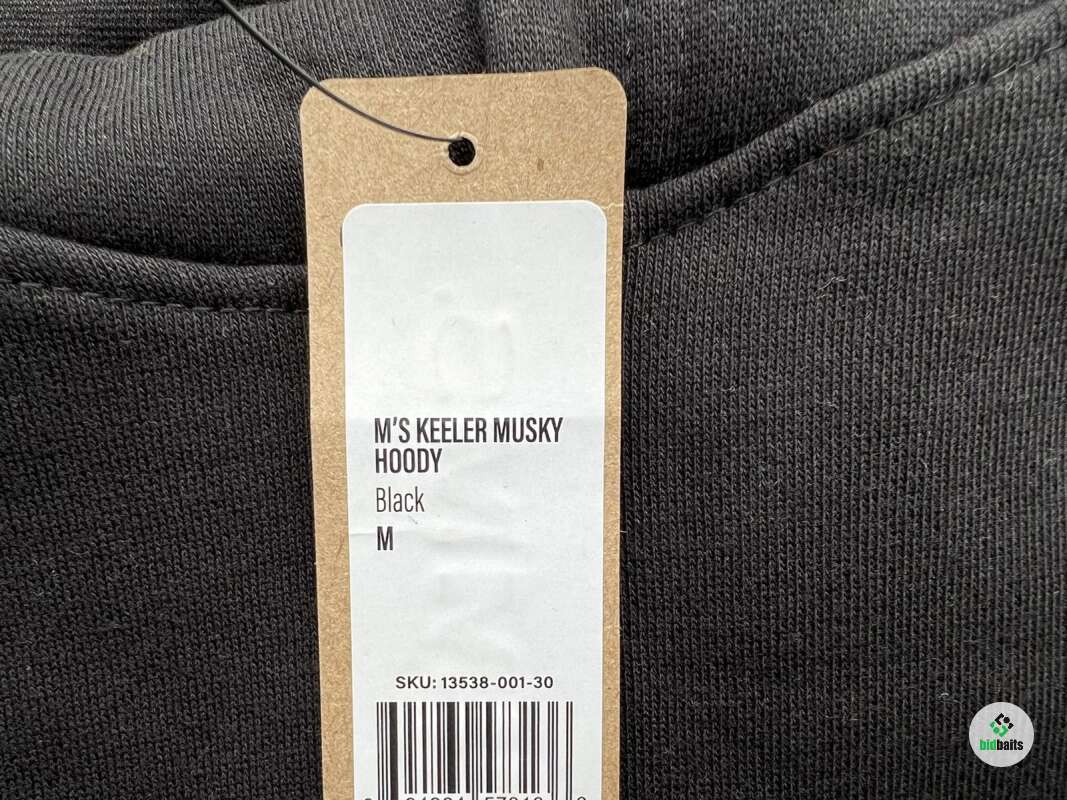 M'S KEELER MUSKY
HOODY
Black
M
SKU: 13538-001-30
bidbaits